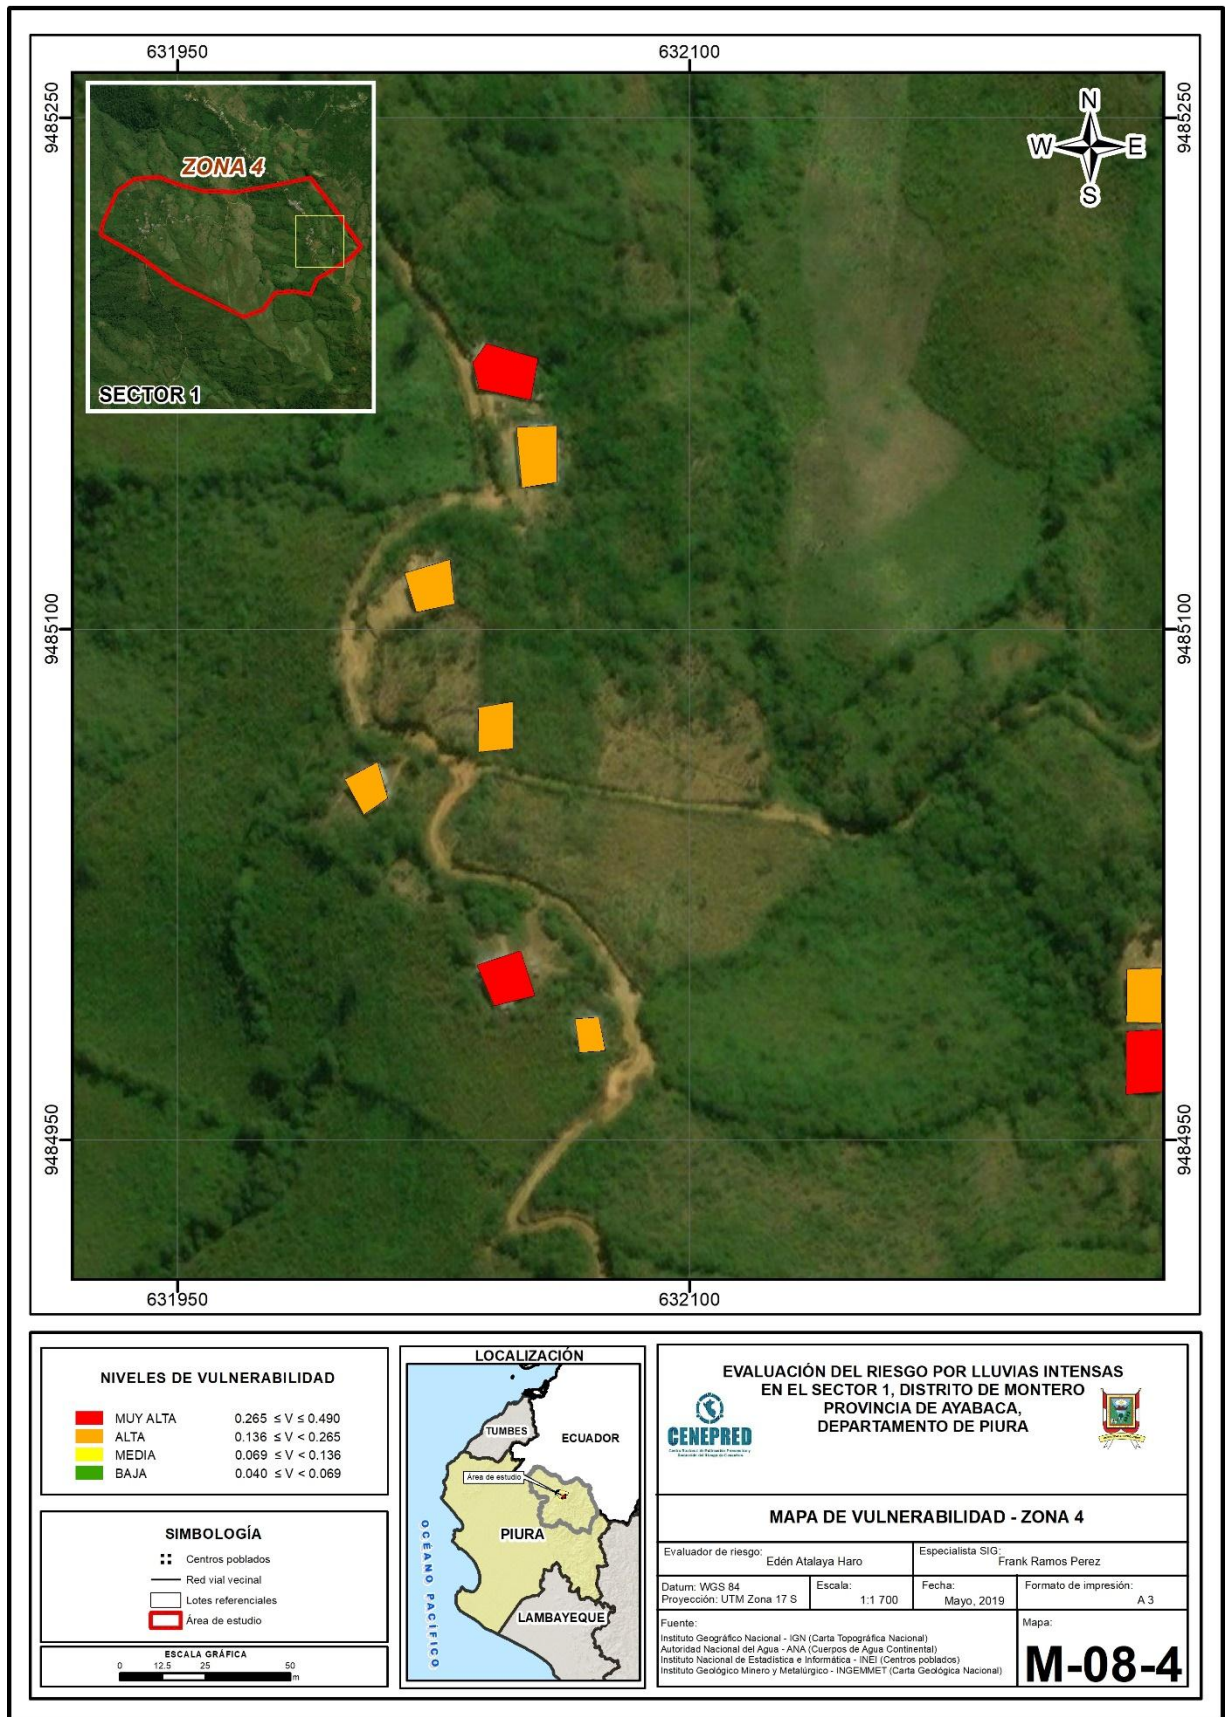 631950
632100
9485250
9485250
N
W
E
S
ZONA 4
SECTOR 1
9485100
9485100
9484950
9484950
631950
632100
NIVELES DE VULNERABILIDAD
MUY ALTA 0.265 ≤ V ≤ 0.490
ALTA 0.136 ≤ V < 0.265
MEDIA 0.069 ≤ V < 0.136
BAJA 0.040 ≤ V < 0.069
SIMBOLOGÍA
Centros poblados
Red vial vecinal
Lotes referenciales
Área de estudio
ESCALA GRÁFICA
0 12.5 25 50
m
LOCALIZACIÓN
TUMBES
ECUADOR
Área de estudio
PIURA
OCÉANO PACÍFICO
LAMBAYEQUE
EVALUACIÓN DEL RIESGO POR LLUVIAS INTENSAS
EN EL SECTOR 1, DISTRITO DE MONTERO
PROVINCIA DE AYABACA,
DEPARTAMENTO DE PIURA
CENEPRED
MAPA DE VULNERABILIDAD - ZONA 4
Evaluador de riesgo:
Edén Atalaya Haro
Especialista SIG:
Frank Ramos Perez
Datum: WGS 84
Proyección: UTM Zona 17 S
Escala:
1:1 700
Fecha:
Mayo, 2019
Formato de impresión:
A 3
Fuente:
Instituto Geográfico Nacional - IGN (Carta Topográfica Nacional)
Autoridad Nacional del Agua - ANA (Cuerpos de Agua Continental)
Instituto Nacional de Estadística e Informática - INEI (Centros poblados)
Instituto Geológico Minero y Metalúrgico - INGEMMET (Carta Geológica Nacional)
Mapa:
M-08-4